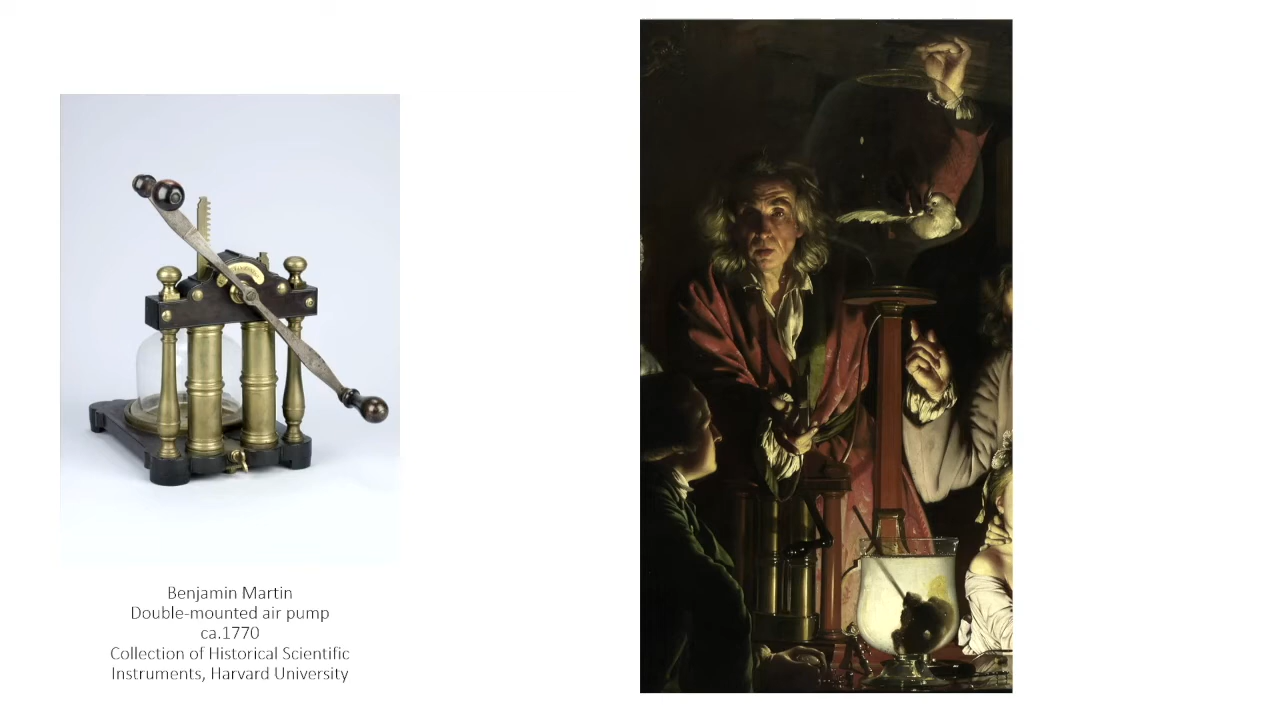 Benjamin Martin
Double-mounted air pump
ca.1770
Collection of Historical Scientific
Instruments, Harvard University